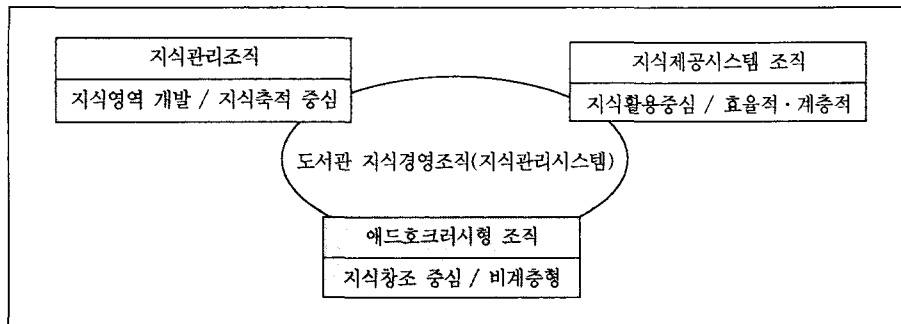 지식관리조직
지식영역 개발 / 지식축적 중심
지식제공시스템 조직
지식활용중심 / 효율적·계층적
도서관 지식경영조직(지식관리시스템)
애드호크러시형 조직
지식창조 중심 / 비계층형